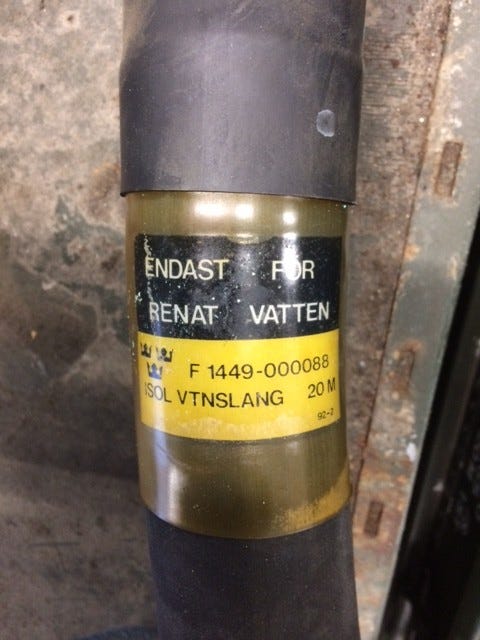 ENDAST FÖR
RENAT VATTEN
F 1449-000088
ISOL VTNSLANG 20 M
92-2